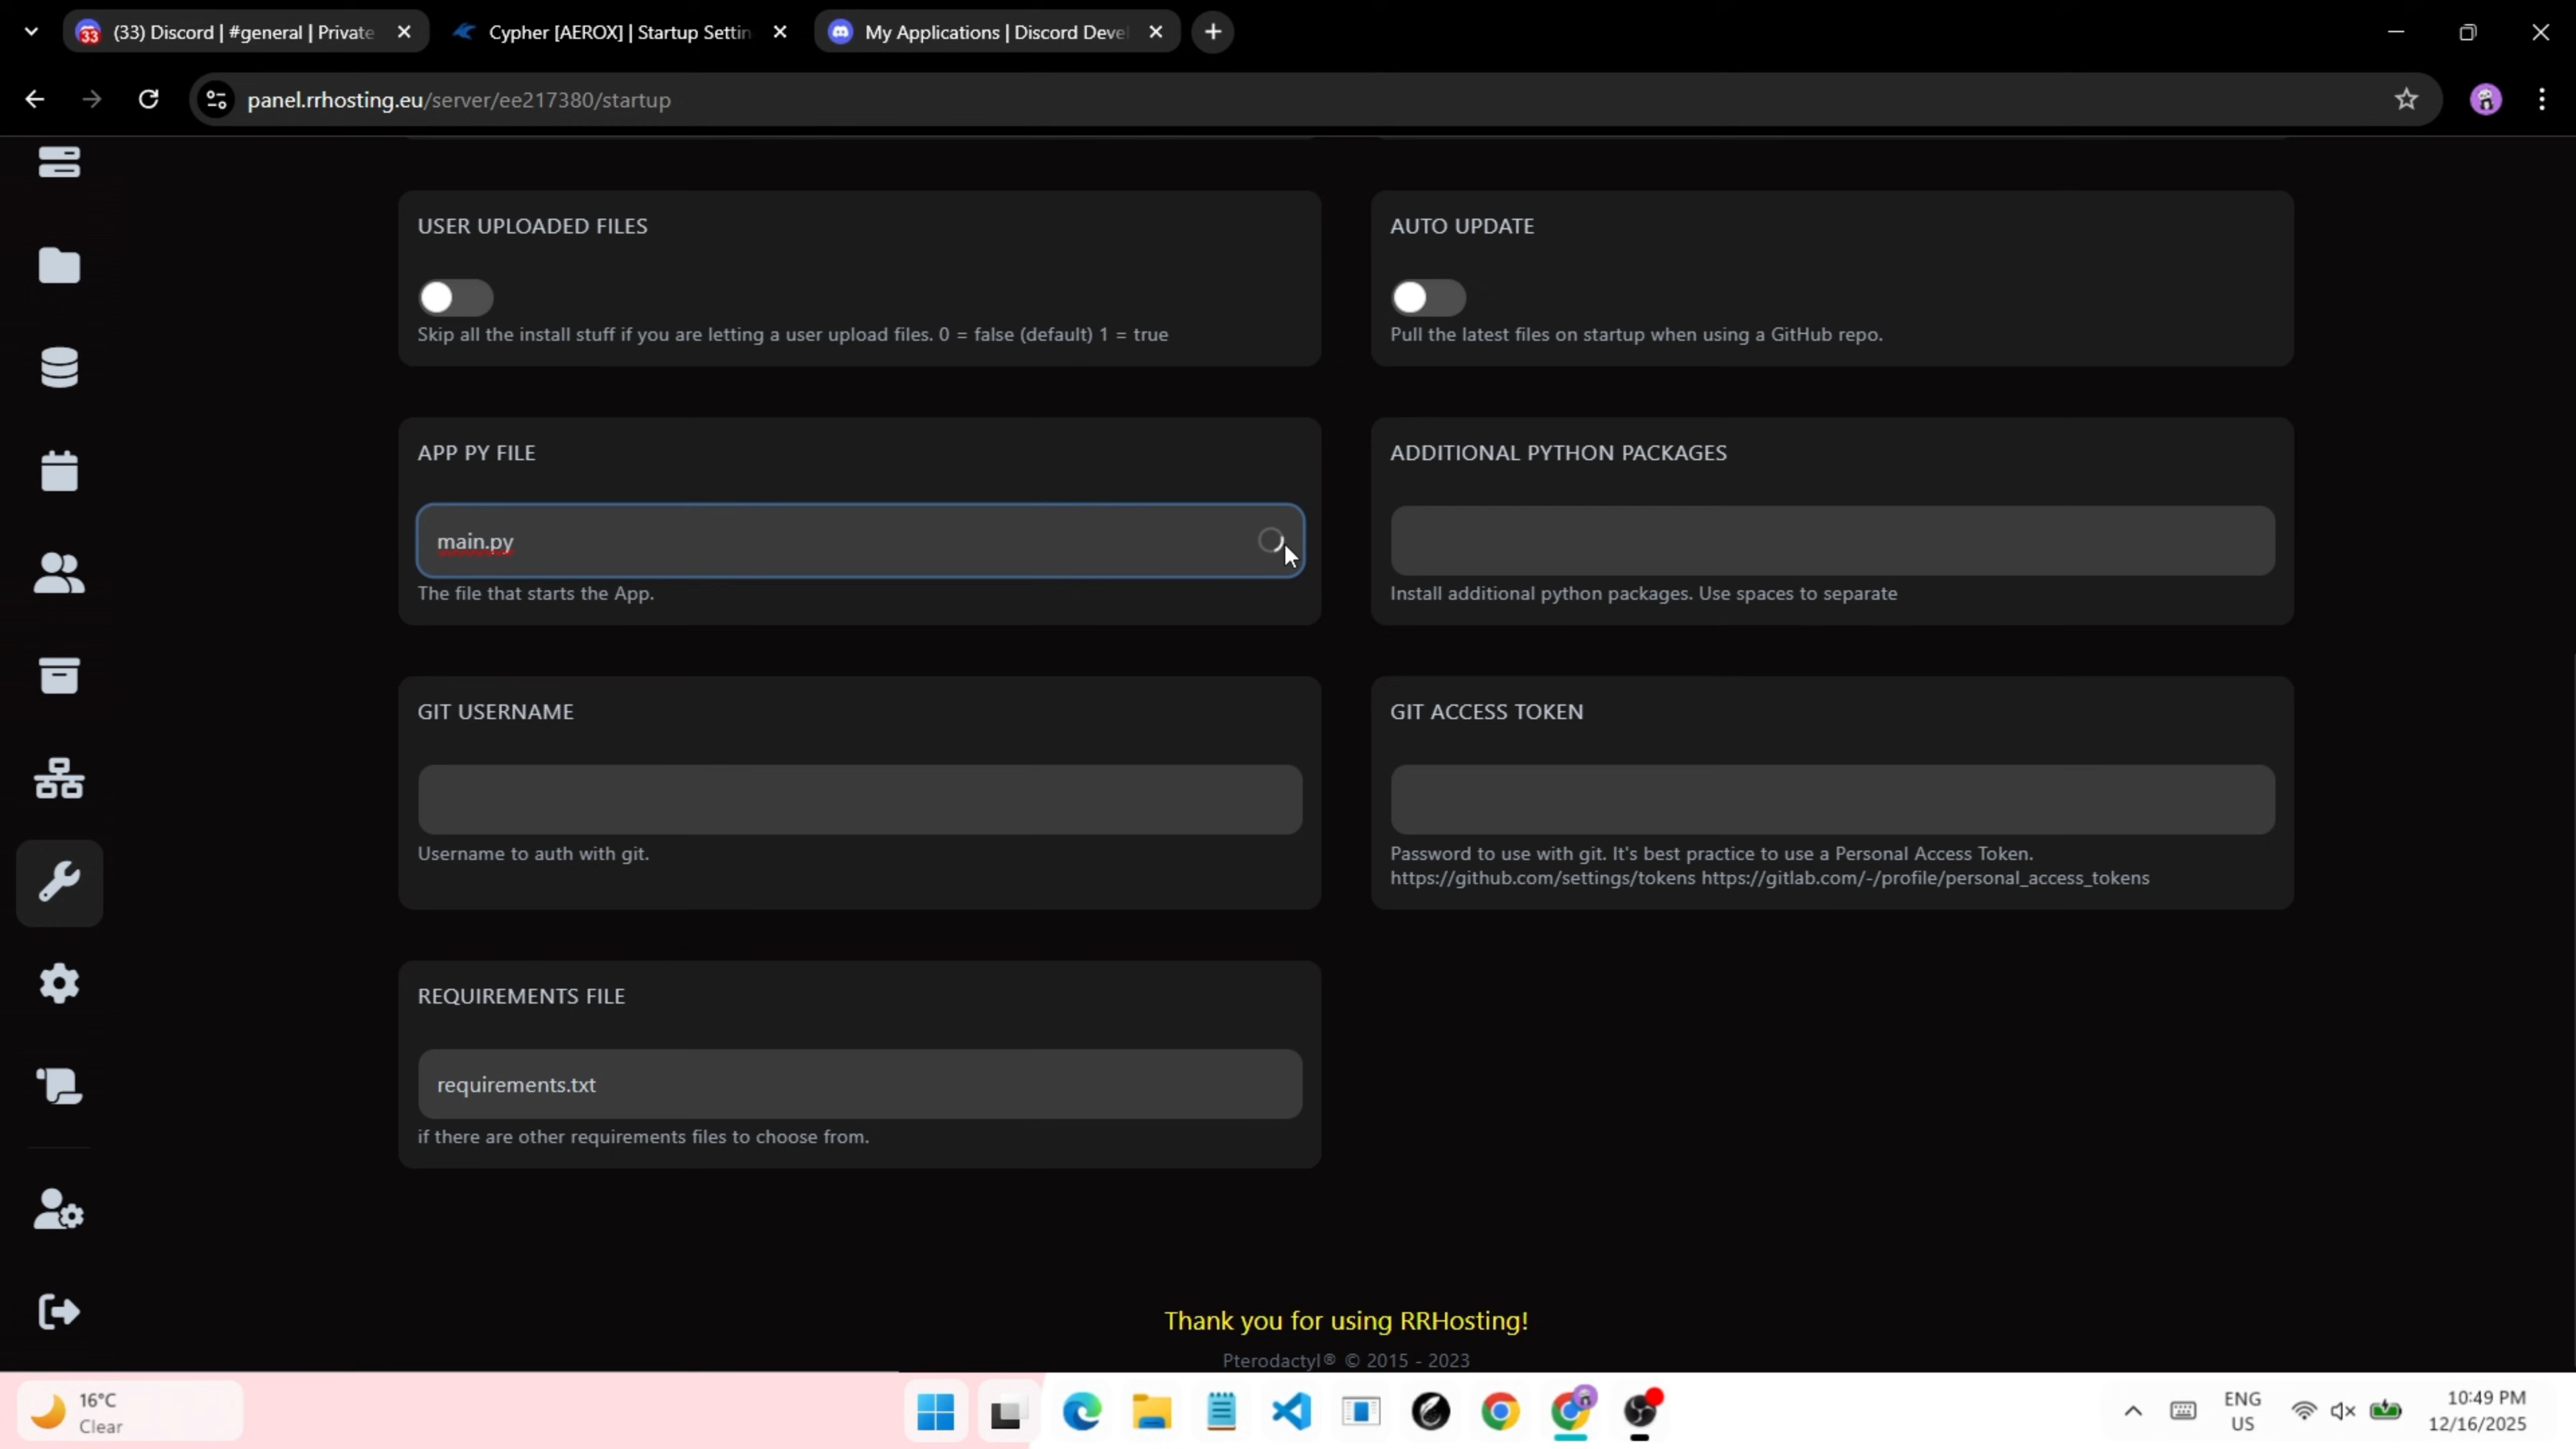 33
(33) Discord | #general | Private
Cypher [AEROX] | Startup Settin
My Applications | Discord Devel
panel.rrhosting.eu/server/ee217380/startup
USER UPLOADED FILES
Skip all the install stuff if you are letting a user upload files. 0 = false (default) 1 = true
AUTO UPDATE
Pull the latest files on startup when using a GitHub repo.
APP PY FILE
main.py
The file that starts the App.
ADDITIONAL PYTHON PACKAGES
Install additional python packages. Use spaces to separate
GIT USERNAME
Username to auth with git.
GIT ACCESS TOKEN
Password to use with git. It's best practice to use a Personal Access Token.
https://github.com/settings/tokens https://gitlab.com/-/profile/personal_access_tokens
REQUIREMENTS FILE
requirements.txt
if there are other requirements files to choose from.
Thank you for using RRHosting!
Pterodactyl® © 2015 - 2023
16°C
Clear
ENG
US
10:49 PM
12/16/2025